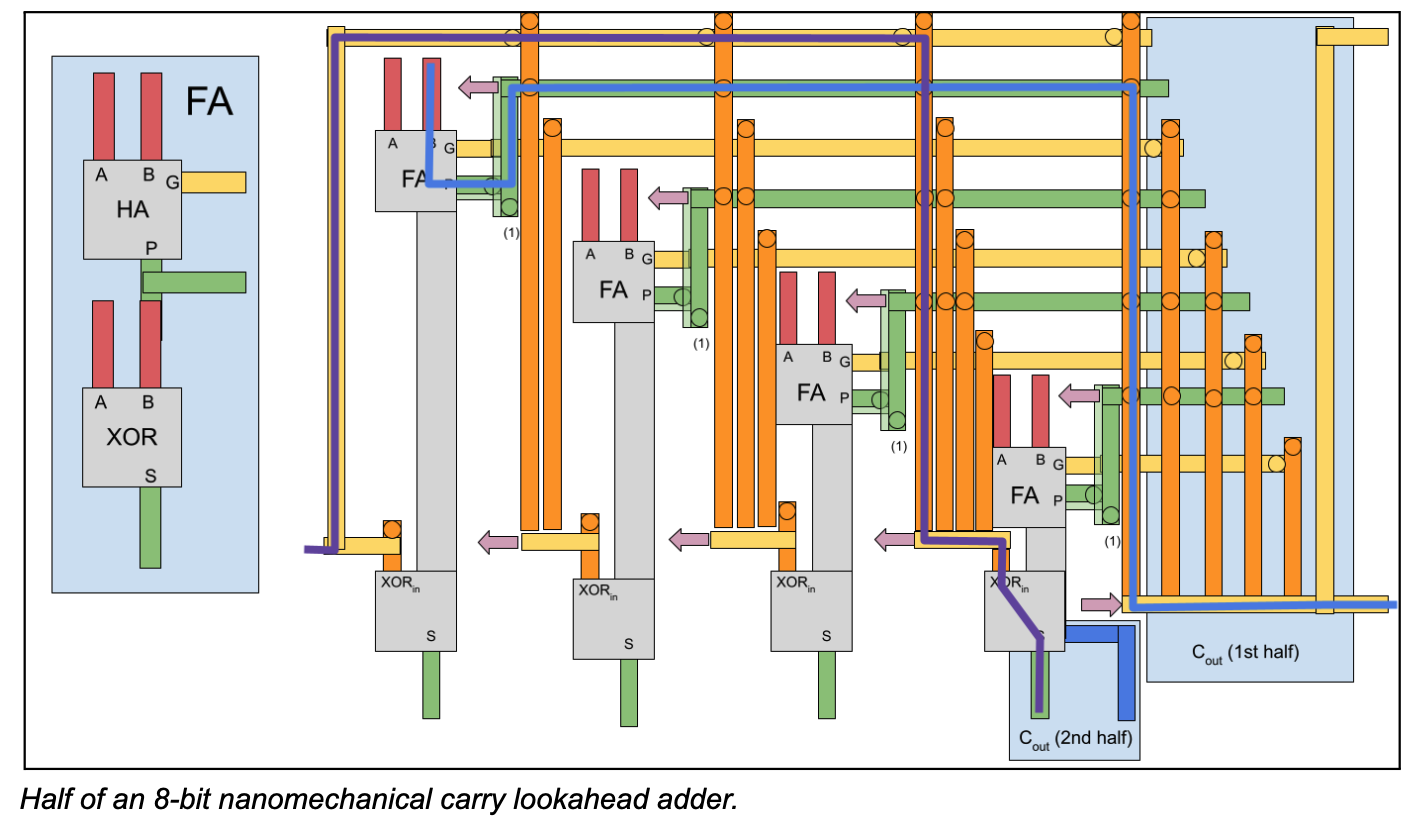 FA
A B G
HA
P
A B
XOR
S
A B G
FA P
(1)
XORin
S
A B G
FA P
(1)
XORin
S
A B G
FA P
(1)
XORin
S
A B G
FA P
(1)
XORin
S
Cout (1st half)
Cout (2nd half)
Half of an 8-bit nanomechanical carry lookahead adder.